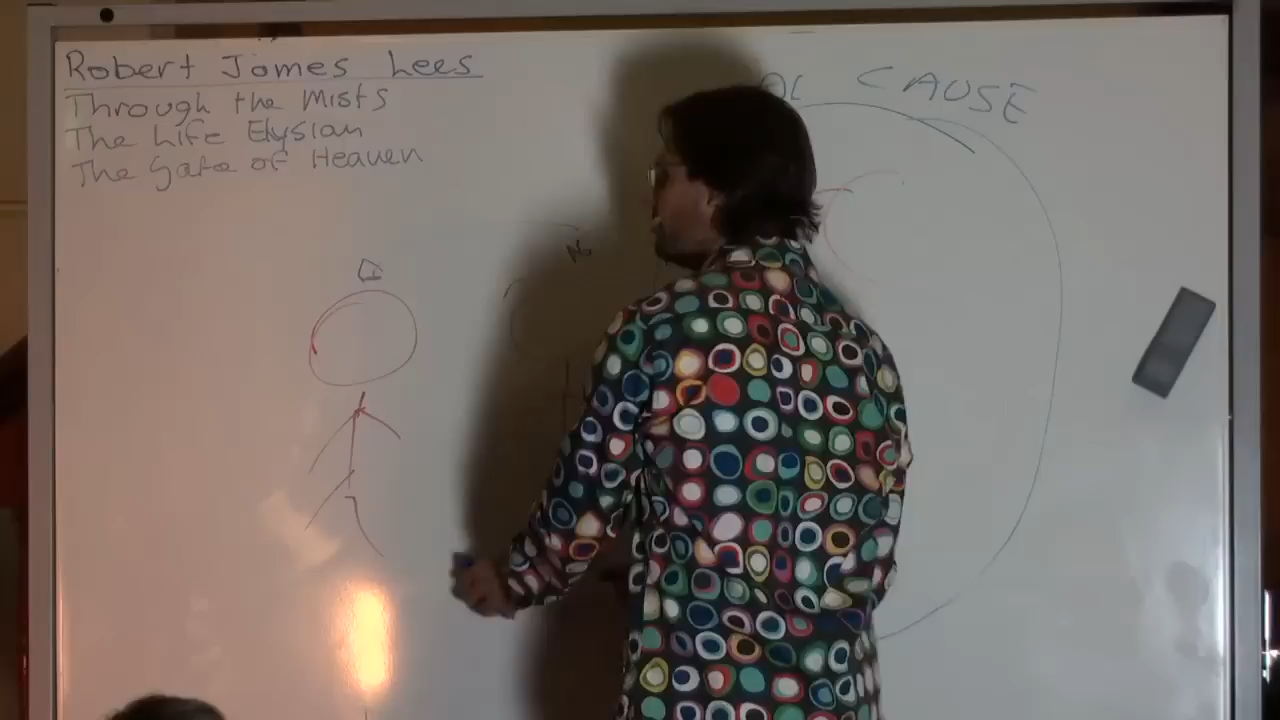 Robert James Lees
Through the Mists
The Life Elysian
The Gate of Heaven
CAUSE